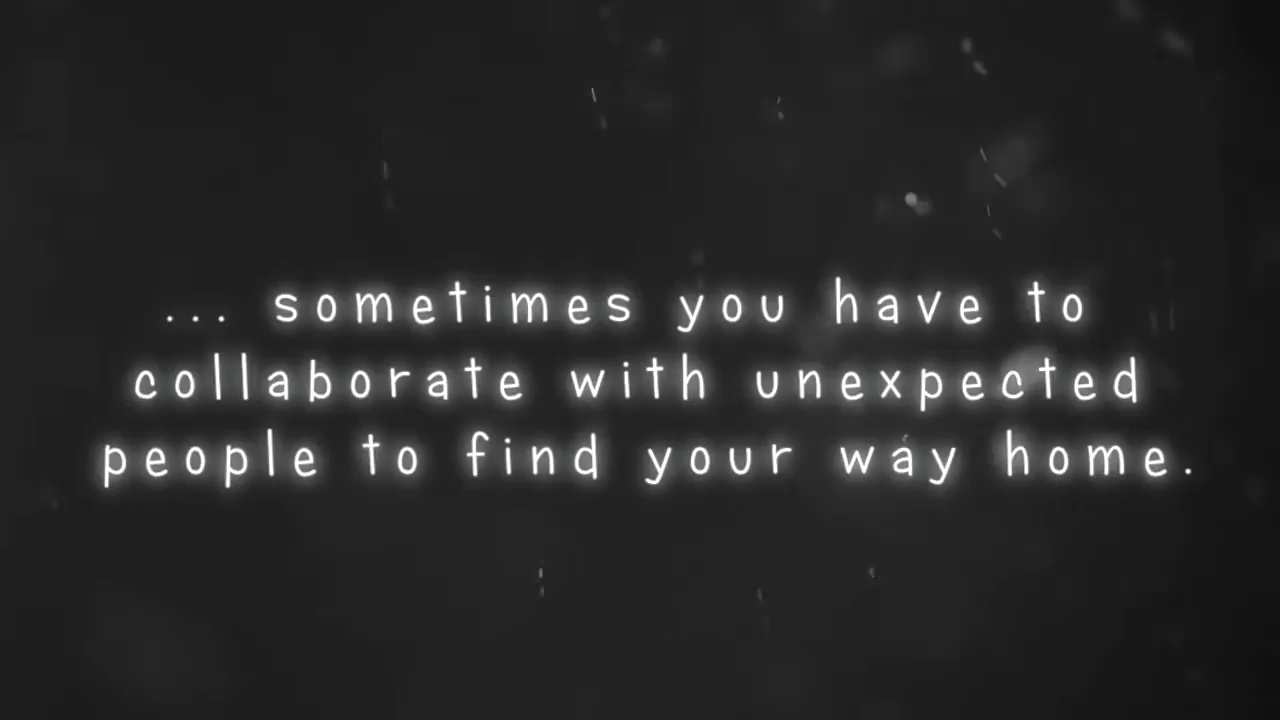 ... sometimes you have to
collaborate with unexpected
people to find your way home.